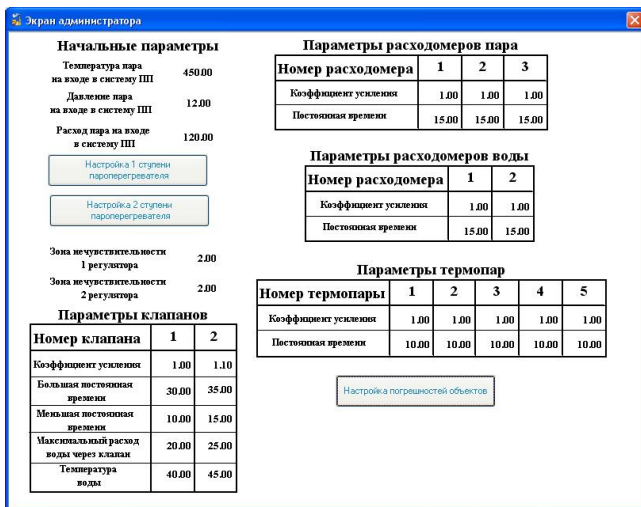 Экран администратора
Начальные параметры
Температура пара
на входе в систему ПП
450.00
Давление пара
на входе в систему ПП
12.00
Расход пара на входе
в систему ПП
120.00
Настройка 1 ступени
пароперегревателя
Настройка 2 ступени
пароперегревателя
Зона нечувствительности
1 регулятора
2.00
Зона нечувствительности
2 регулятора
2.00
Параметры клапанов
Номер клапана 1 2
Коэффициент усиления 1.00 1.10
Большая постоянная
времени
30.00 35.00
Меньшая постоянная
времени
10.00 15.00
Максимальный расход
воды через клапан
20.00 25.00
Температура
воды
40.00 45.00
Параметры расходомеров пара
Номер расходомера 1 2 3
Коэффициент усиления 1.00 1.00 1.00
Постоянная времени 15.00 15.00 15.00
Параметры расходомеров воды
Номер расходомера 1 2
Коэффициент усиления 1.00 1.00
Постоянная времени 15.00 15.00
Параметры термопар
Номер термопары 1 2 3 4 5
Коэффициент усиления 1.00 1.00 1.00 1.00 1.00
Постоянная времени 10.00 10.00 10.00 10.00 10.00
Настройка погрешностей объектов